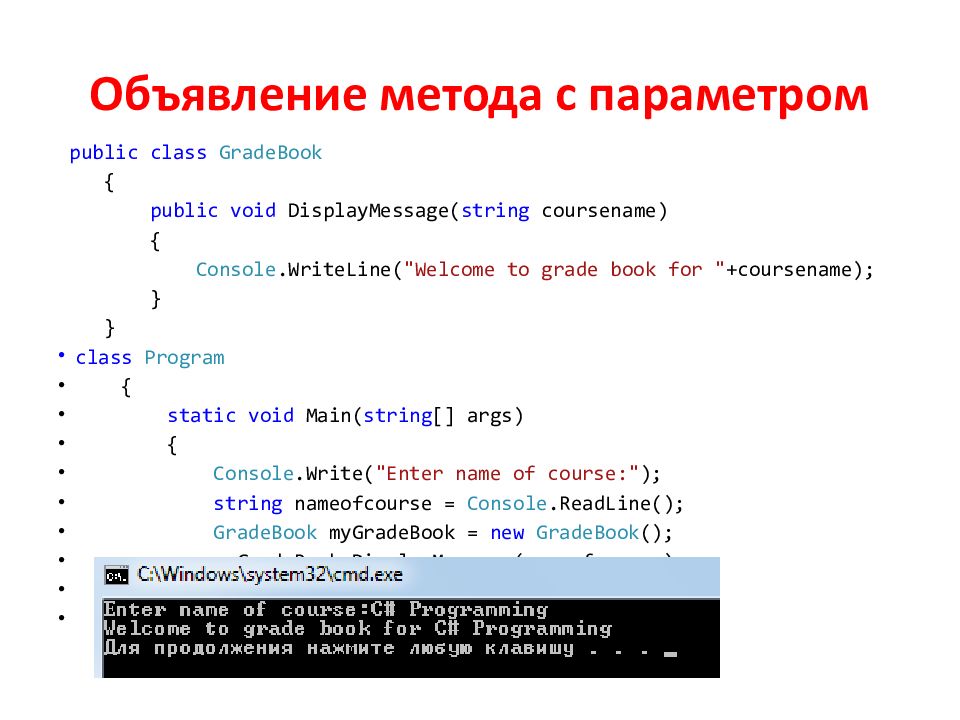 Объявление метода с параметром
public class GradeBook
{
public void DisplayMessage(string coursename)
{
Console.WriteLine("Welcome to grade book for "+coursename);
}
}
• class Program
• {
• static void Main(string[] args)
• {
• Console.Write("Enter name of course:");
• string nameofcourse = Console.ReadLine();
• GradeBook myGradeBook = new GradeBook();
C:\Windows\system32\cmd.exe
Enter name of course:C# Programming
Welcome to grade book for C# Programming
Для продолжения нажмите любую клавишу . . . _